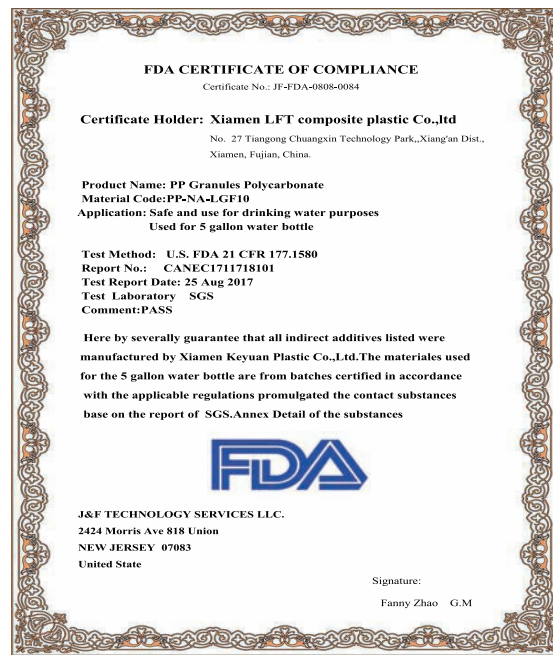 FDA CERTIFICATE OF COMPLIANCE
Certificate No.: JF-FDA-0808-0084
Certificate Holder: Xiamen LFT composite plastic Co.,ltd
No. 27 Tiangong Chuangxin Technology Park,,Xiang'an Dist.,
Xiamen, Fujian, China.
Product Name: PP Granules Polycarbonate
Material Code:PP-NA-LGF10
Application: Safe and use for drinking water purposes
Used for 5 gallon water bottle
Test Method: U.S. FDA 21 CFR 177.1580
Report No.: CANEC1711718101
Test Report Date: 25 Aug 2017
Test Laboratory SGS
Comment:PASS
Here by severally guarantee that all indirect additives listed were
manufactured by Xiamen Keyuan Plastic Co.,Ltd.The materiales used
for the 5 gallon water bottle are from batches certified in accordance
with the applicable regulations promulgated the contact substances
base on the report of SGS.Annex Detail of the substances
FDA
J&F TECHNOLOGY SERVICES LLC.
2424 Morris Ave 818 Union
NEW JERSEY 07083
United State
Signature:
Fanny Zhao G.M